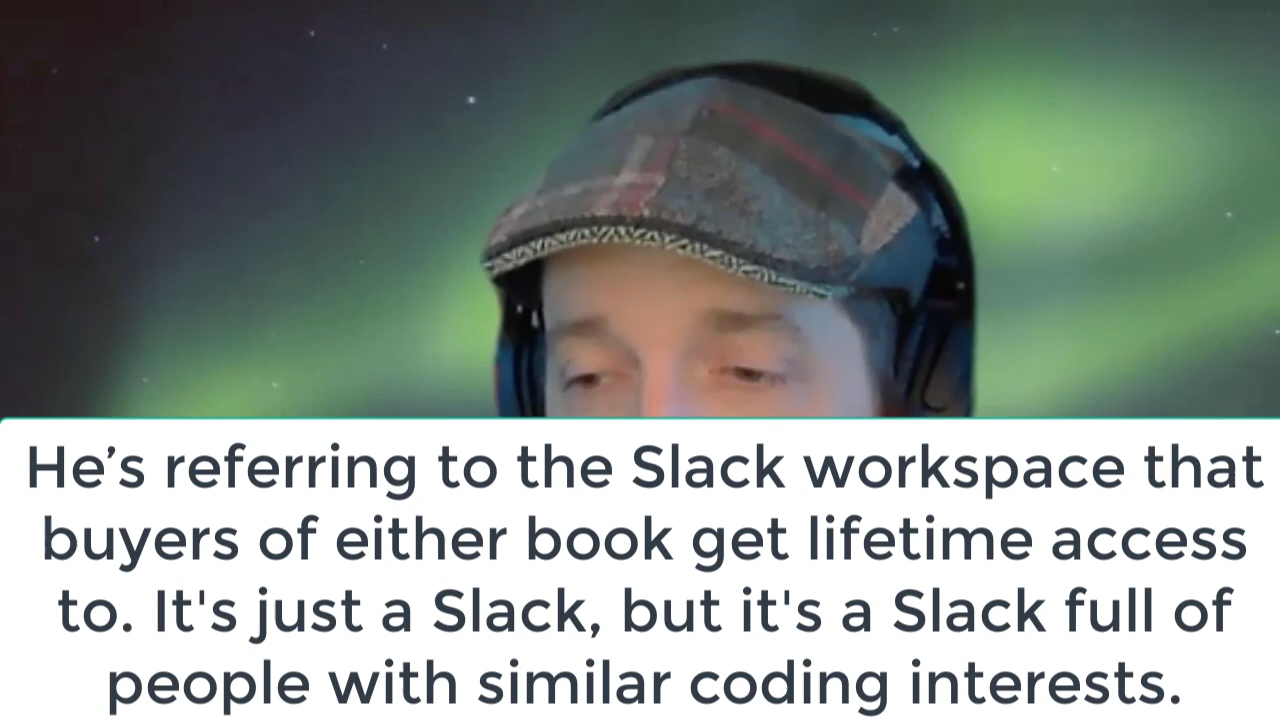 He’s referring to the Slack workspace that
buyers of either book get lifetime access
to. It's just a Slack, but it's a Slack full of
people with similar coding interests.